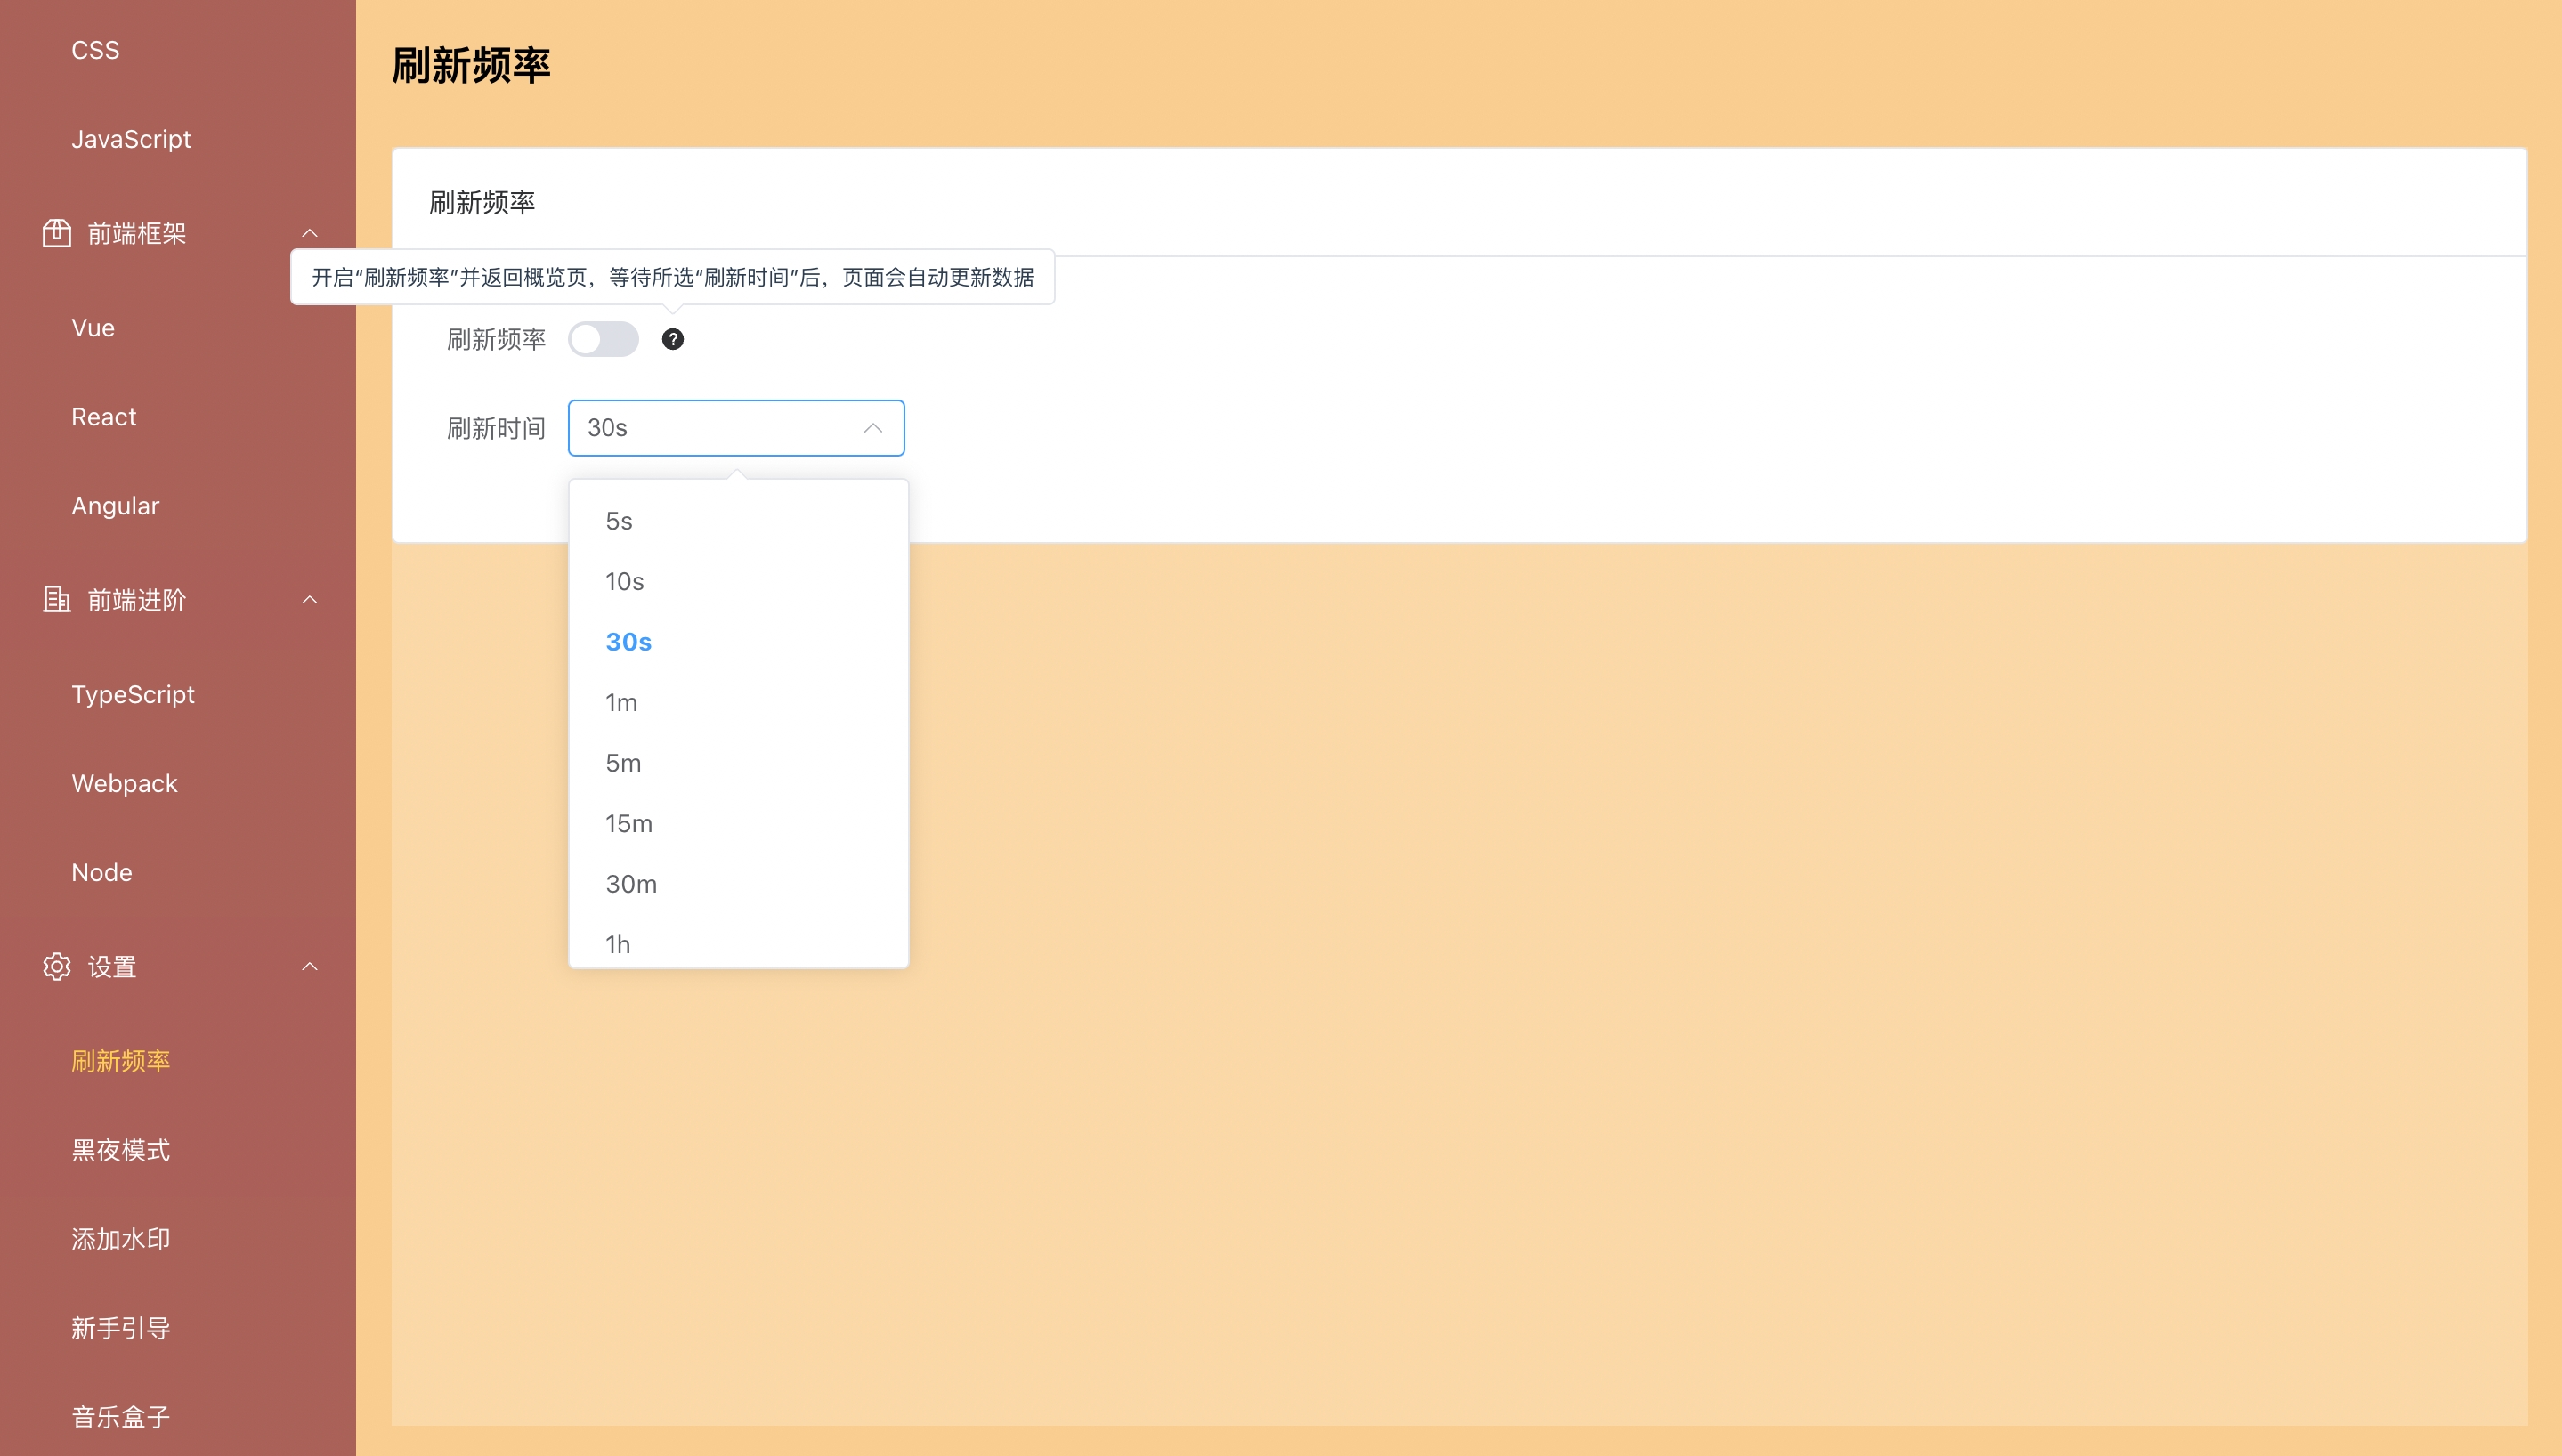 CSS
JavaScript
前端框架
Vue
React
Angular
前端进阶
TypeScript
Webpack
Node
设置
刷新频率
黑夜模式
添加水印
新手引导
音乐盒子
刷新频率
刷新频率
开启“刷新频率”并返回概览页，等待所选“刷新时间”后，页面会自动更新数据
刷新频率 ?
刷新时间 30s
5s
10s
30s
1m
5m
15m
30m
1h